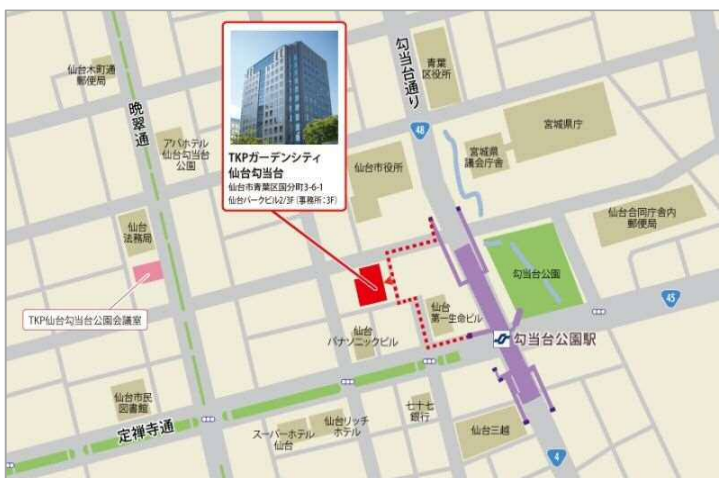 仙台木町通
郵便局
晩翠通
アパホテル
仙台勾当台
公園
仙台
法務局
TKP仙台勾当台公園会議室
仙台市民
図書館
定禅寺通
TKPガーデンシティ
仙台勾当台
仙台市青葉区国分町3-6-1
仙台パークビル2/3F (事務所:3F)
勾当台通り
青葉
区役所
48
仙台市役所
宮城県
議会庁舎
宮城県庁
仙台合同庁舎内
郵便局
勾当台公園
45
仙台
第一生命ビル
勾当台公園駅
仙台
パナソニックビル
スーパーホテル
仙台
仙台リッチ
ホテル
七十七
銀行
仙台三越
4